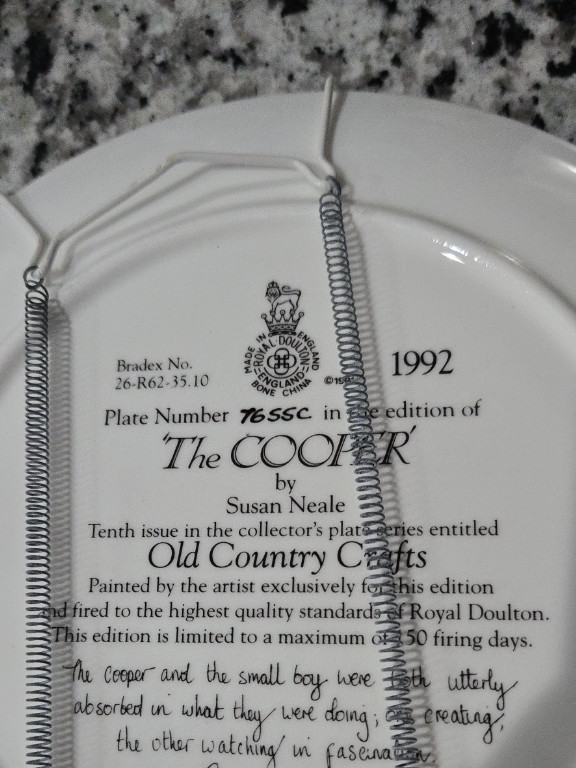 MADE IN ENGLAND
ROYAL DOULTON
ENGLAND
BONE CHINA
Bradex No.
26-R62-35.10
1992
Plate Number 7655C in edition of
'The COOPER'
by
Susan Neale
Tenth issue in the collector's plate series entitled
Old Country Crafts
Painted by the artist exclusively for this edition
and fired to the highest quality standards of Royal Doulton.
This edition is limited to a maximum of 150 firing days.
The cooper and the small boy were both utterly
absorbed in what they were doing; creating,
the other watching in fascination.